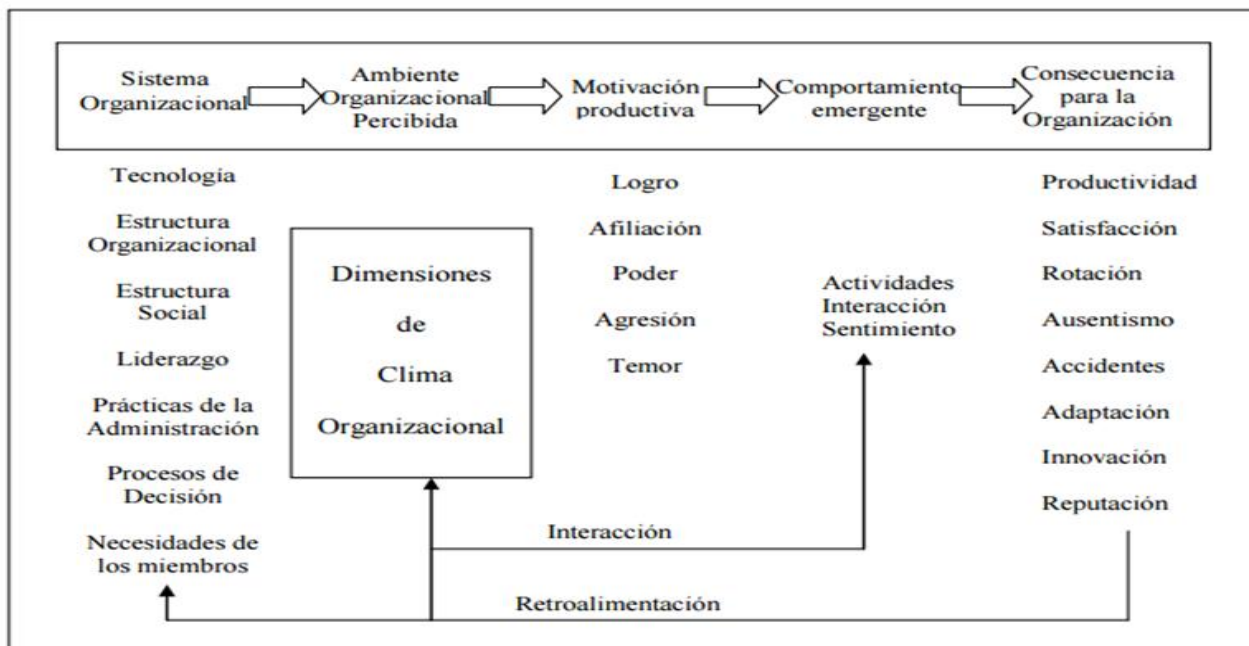 Sistema
Organizacional
Ambiente
Organizacional
Percibida
Motivación
productiva
Comportamiento
emergente
Consecuencia
para la
Organización
Tecnología
Estructura
Organizacional
Estructura
Social
Liderazgo
Prácticas de la
Administración
Procesos de
Decisión
Necesidades de
los miembros
Dimensiones
de
Clima
Organizacional
Logro
Afiliación
Poder
Agresión
Temor
Actividades
Interacción
Sentimiento
Productividad
Satisfacción
Rotación
Ausentismo
Accidentes
Adaptación
Innovación
Reputación
Interacción
Retroalimentación